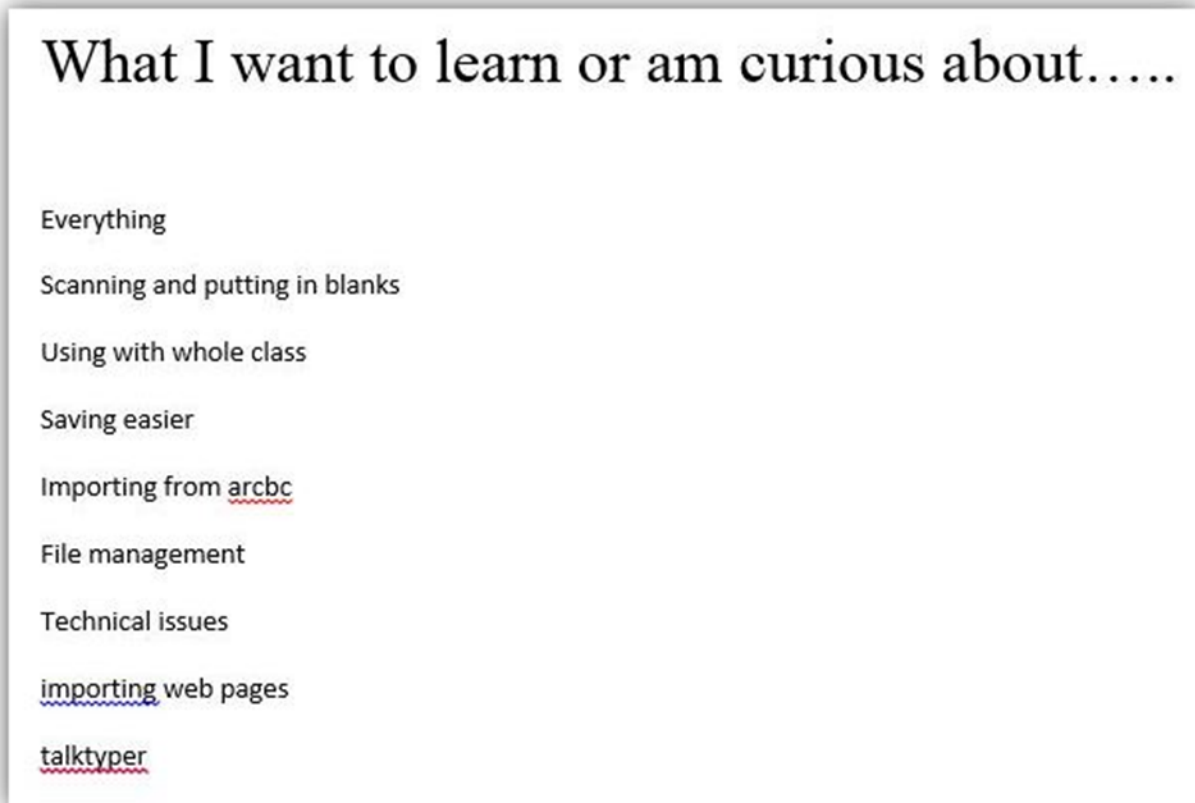 What I want to learn or am curious about…..
Everything
Scanning and putting in blanks
Using with whole class
Saving easier
Importing from arcbc
File management
Technical issues
importing web pages
talktyper